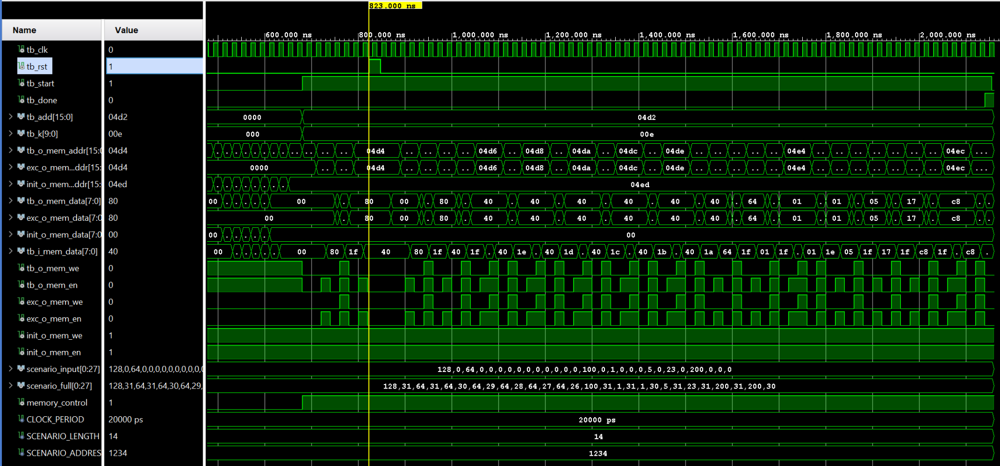 823.000 ns
Name Value
600.000 ns 800.000 ns 1,000.000 ns 1,200.000 ns 1,400.000 ns 1,600.000 ns 1,800.000 ns 2,000.000 ns
tb_clk 0
tb_rst 1
tb_start 1
tb_done 0
tb_add[15:0] 04d2 0000 04d2
tb_k[9:0] 00e 000 00e
tb_o_mem_addr[15:0 04d4 . . . . . . . . .. .. .. .. 04d4 .. .. .. .. 04d6 .. 04d8 .. 04da .. 04dc .. 04de .. .. .. .. .. 04e4 .. .. .. .. .. .. .. 04ec ...
exc_o_mem...ddr[15: 04d4 0000 .. .. 04d4 .. .. .. .. 04d6 .. 04d8 .. 04da .. 04dc .. 04de .. .. .. .. .. 04e4 .. .. .. .. .. .. .. 04ec ...
init_o_mem...ddr[15: 04ed . . . . . . . . 04ed
tb_o_mem_data[7:0] 80 00 . . . . . 00 . 80 00 . 80 . . 40 . 40 . 40 . 40 . 40 . 40 . 64 . 01 . 01 . 05 . 17 . c8 . .
exc_o_mem_data[7:0 80 00 . 80 00 . 80 . . 40 . 40 . 40 . 40 . 40 . 40 . 64 . 01 . 01 . 05 . 17 . c8 . .
init_o_mem_data[7:0 00 00 . . . . . 00
tb_i_mem_data[7:0] 40 00 . . . . . 00 80 1f 40 80 1f 40 1f . 40 1e . 40 1d . 40 1c . 40 1b . 40 1a 64 1f 01 1f . 01 1e 05 1f 17 1f c8 1f . c8 .
tb_o_mem_we 0
tb_o_mem_en 0
exc_o_mem_we 0
exc_o_mem_en 0
init_o_mem_we 1
init_o_mem_en 1
scenario_input[0:27] 128,0,64,0,0,0,0,0,0,0,0,0 128,0,64,0,0,0,0,0,0,0,0,0,0,0,100,0,1,0,0,0,5,0,23,0,200,0,0,0
scenario_full[0:27] 128,31,64,31,64,30,64,29, 128,31,64,31,64,30,64,29,64,28,64,27,64,26,100,31,1,31,1,30,5,31,23,31,200,31,200,30
memory_control 1
CLOCK_PERIOD 20000 ps 20000 ps
SCENARIO_LENGTH 14 14
SCENARIO_ADDRES 1234 1234